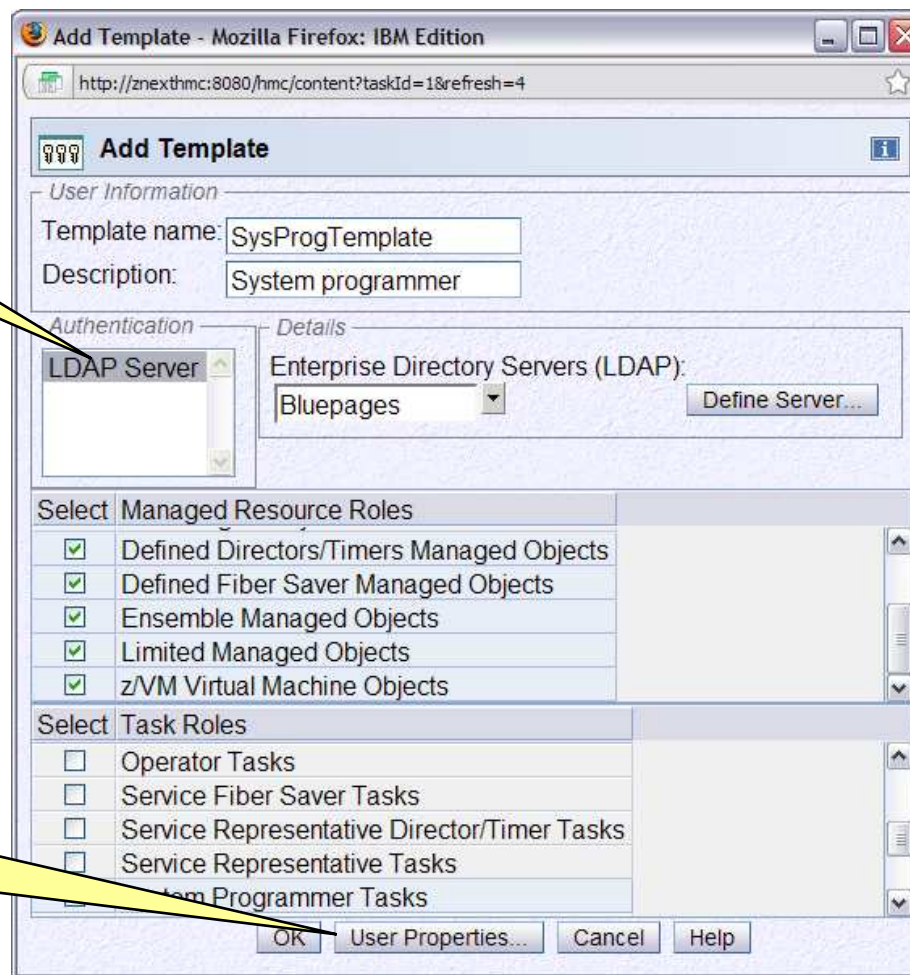 Add Template - Mozilla Firefox: IBM Edition
http://znexthmc:8080/hmc/content?taskId=1&refresh=4
Add Template
User Information
Template name: SysProgTemplate
Description: System programmer
Authentication
LDAP Server
Details
Enterprise Directory Servers (LDAP):
Bluepages
Define Server...
Select Managed Resource Roles
Defined Directors/Timers Managed Objects
Defined Fiber Saver Managed Objects
Ensemble Managed Objects
Limited Managed Objects
z/VM Virtual Machine Objects
Select Task Roles
Operator Tasks
Service Fiber Saver Tasks
Service Representative Director/Timer Tasks
Service Representative Tasks
Programmer Tasks
OK User Properties... Cancel Help